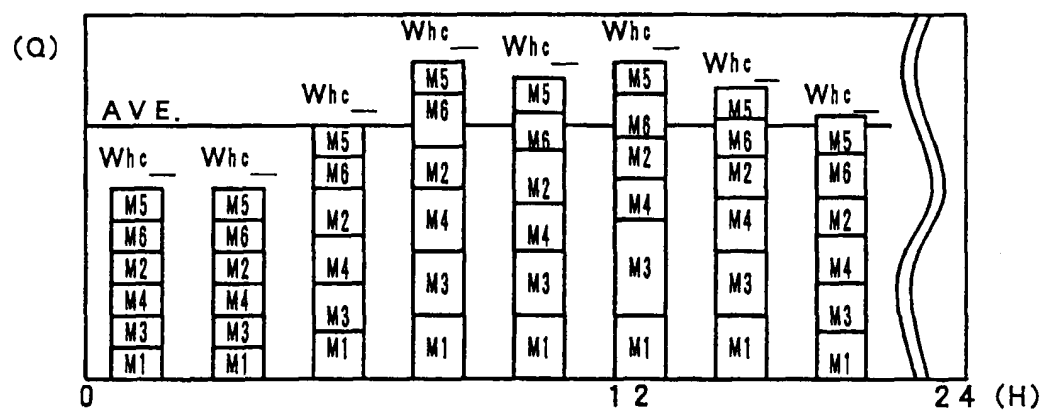 (Q)
Whc_ Whc_ Whc_ Whc_ Whc_ Whc_ Whc_ Whc_
AVE.
M5 M5 M5 M5 M5 M5 M5 M5
M6 M6 M6 M6 M6 M6 M6 M6
M2 M2 M2 M2 M2 M2 M2 M2
M4 M4 M4 M4 M4 M4 M4 M4
M3 M3 M3 M3 M3 M3 M3 M3
M1 M1 M1 M1 M1 M1 M1 M1
0 12 24 (H)